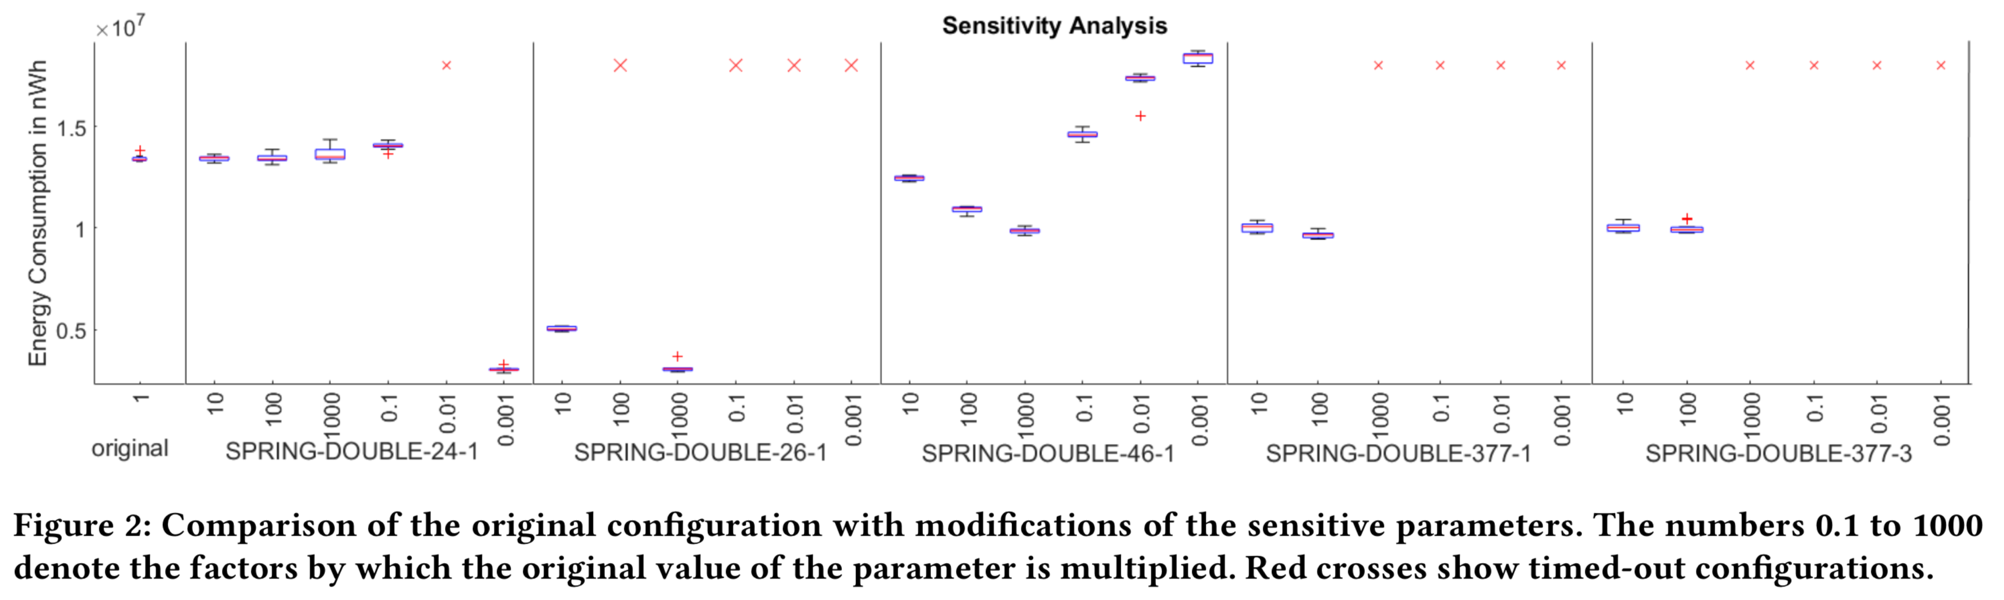 Sensitivity Analysis
×10⁷
Energy Consumption in nWh
1.5
1
0.5
1
10 100 1000 0.1 0.01 0.001
10 100 1000 0.1 0.01 0.001
10 100 1000 0.1 0.01 0.001
10 100 1000 0.1 0.01 0.001
10 100 1000 0.1 0.01 0.001
original SPRING-DOUBLE-24-1 SPRING-DOUBLE-26-1 SPRING-DOUBLE-46-1 SPRING-DOUBLE-377-1 SPRING-DOUBLE-377-3
Figure 2: Comparison of the original configuration with modifications of the sensitive parameters. The numbers 0.1 to 1000
denote the factors by which the original value of the parameter is multiplied. Red crosses show timed-out configurations.